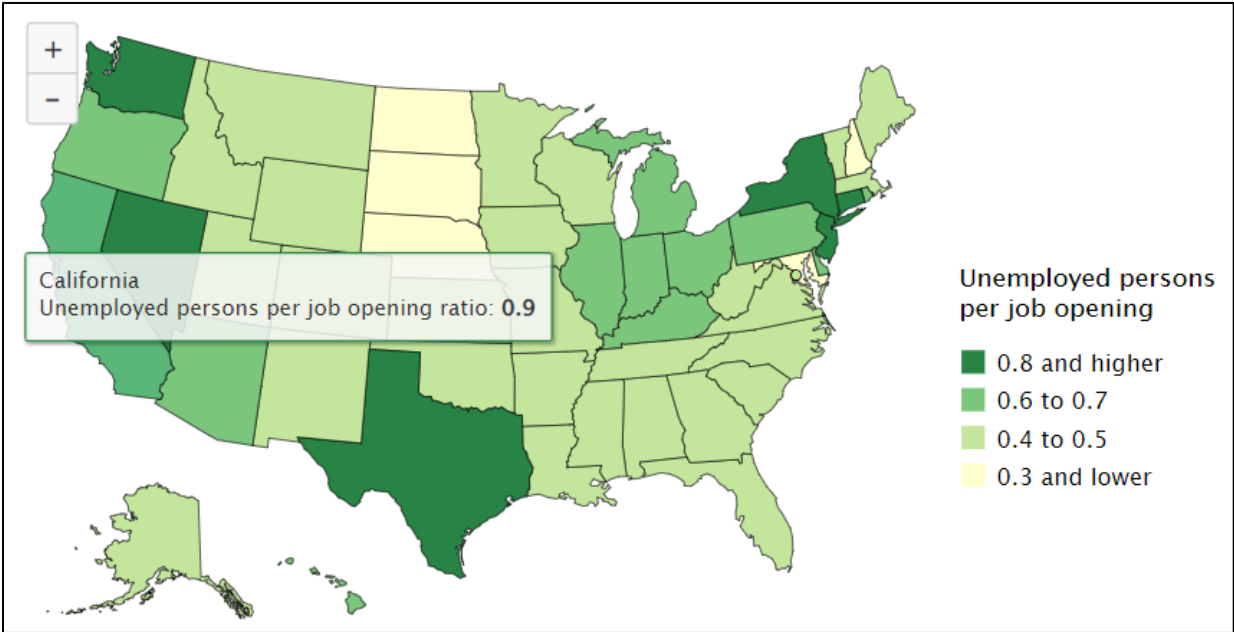 +
−
California
Unemployed persons per job opening ratio: 0.9
Unemployed persons
per job opening
0.8 and higher
0.6 to 0.7
0.4 to 0.5
0.3 and lower